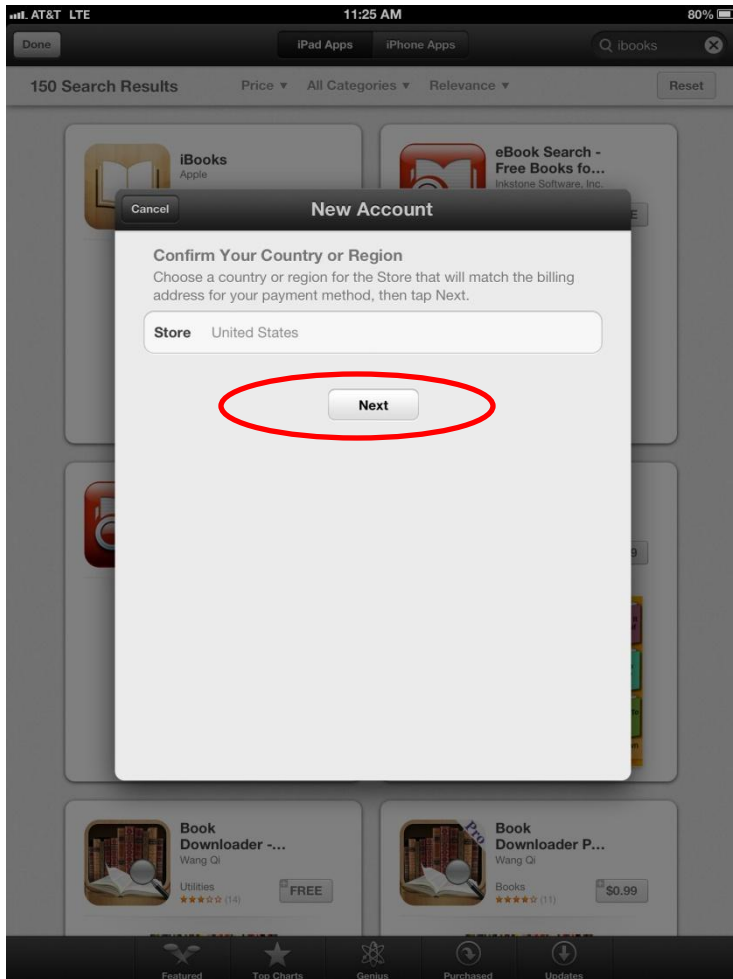 AT&T LTE 11:25 AM 80%
Done iPad Apps iPhone Apps ibooks
150 Search Results Price ▼ All Categories ▼ Relevance ▼ Reset
iBooks
Apple
eBook Search -
Free Books fo...
Inkstone Software, Inc.
E
Cancel New Account
Confirm Your Country or Region
Choose a country or region for the Store that will match the billing
address for your payment method, then tap Next.
Store United States
Next
9
Book
Downloader -...
Wang Qi
Utilities
★★★☆☆ (14)
FREE
Book
Downloader P...
Wang Qi
Books
★★★★☆ (11)
$0.99
Pro
Featured Top Charts Genius Purchased Updates